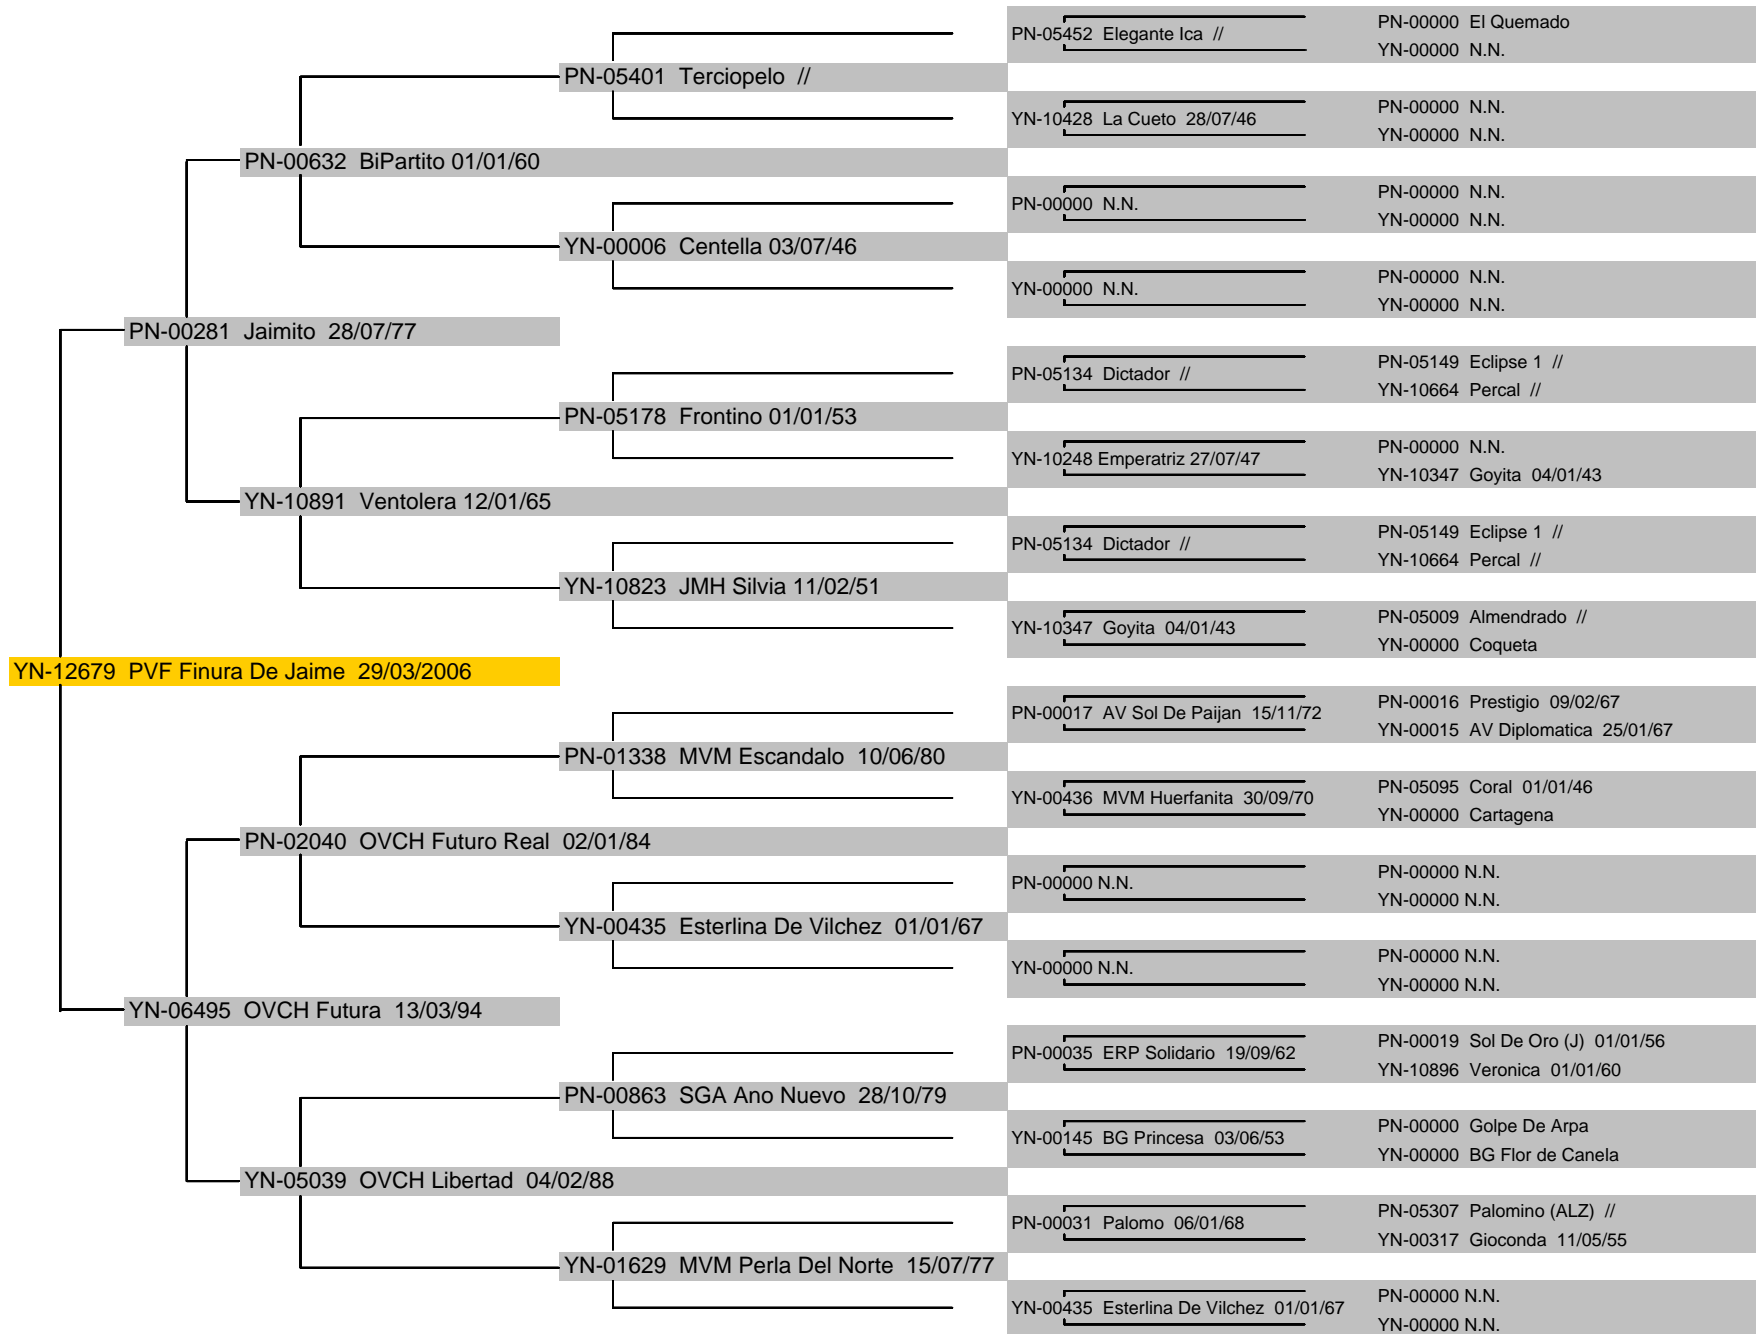 PN-00000 El Quemado
PN-05452 Elegante Ica //
YN-00000 N.N.
PN-05401 Terciopelo //
PN-00000 N.N.
YN-10428 La Cueto 28/07/46
YN-00000 N.N.
PN-00632 BiPartito 01/01/60
PN-00000 N.N.
PN-00000 N.N.
YN-00000 N.N.
YN-00006 Centella 03/07/46
PN-00000 N.N.
YN-00000 N.N.
YN-00000 N.N.
PN-00281 Jaimito 28/07/77
PN-05149 Eclipse 1 //
PN-05134 Dictador //
YN-10664 Percal //
PN-05178 Frontino 01/01/53
PN-00000 N.N.
YN-10248 Emperatriz 27/07/47
YN-10347 Goyita 04/01/43
YN-10891 Ventolera 12/01/65
PN-05149 Eclipse 1 //
PN-05134 Dictador //
YN-10664 Percal //
YN-10823 JMH Silvia 11/02/51
PN-05009 Almendrado //
YN-10347 Goyita 04/01/43
YN-00000 Coqueta
YN-12679 PVF Finura De Jaime 29/03/2006
PN-00016 Prestigio 09/02/67
PN-00017 AV Sol De Paijan 15/11/72
YN-00015 AV Diplomatica 25/01/67
PN-01338 MVM Escandalo 10/06/80
PN-05095 Coral 01/01/46
YN-00436 MVM Huerfanita 30/09/70
YN-00000 Cartagena
PN-02040 OVCH Futuro Real 02/01/84
PN-00000 N.N.
PN-00000 N.N.
YN-00000 N.N.
YN-00435 Esterlina De Vilchez 01/01/67
PN-00000 N.N.
YN-00000 N.N.
YN-00000 N.N.
YN-06495 OVCH Futura 13/03/94
PN-00019 Sol De Oro (J) 01/01/56
PN-00035 ERP Solidario 19/09/62
YN-10896 Veronica 01/01/60
PN-00863 SGA Ano Nuevo 28/10/79
PN-00000 Golpe De Arpa
YN-00145 BG Princesa 03/06/53
YN-00000 BG Flor de Canela
YN-05039 OVCH Libertad 04/02/88
PN-05307 Palomino (ALZ) //
PN-00031 Palomo 06/01/68
YN-00317 Gioconda 11/05/55
YN-01629 MVM Perla Del Norte 15/07/77
PN-00000 N.N.
YN-00435 Esterlina De Vilchez 01/01/67
YN-00000 N.N.